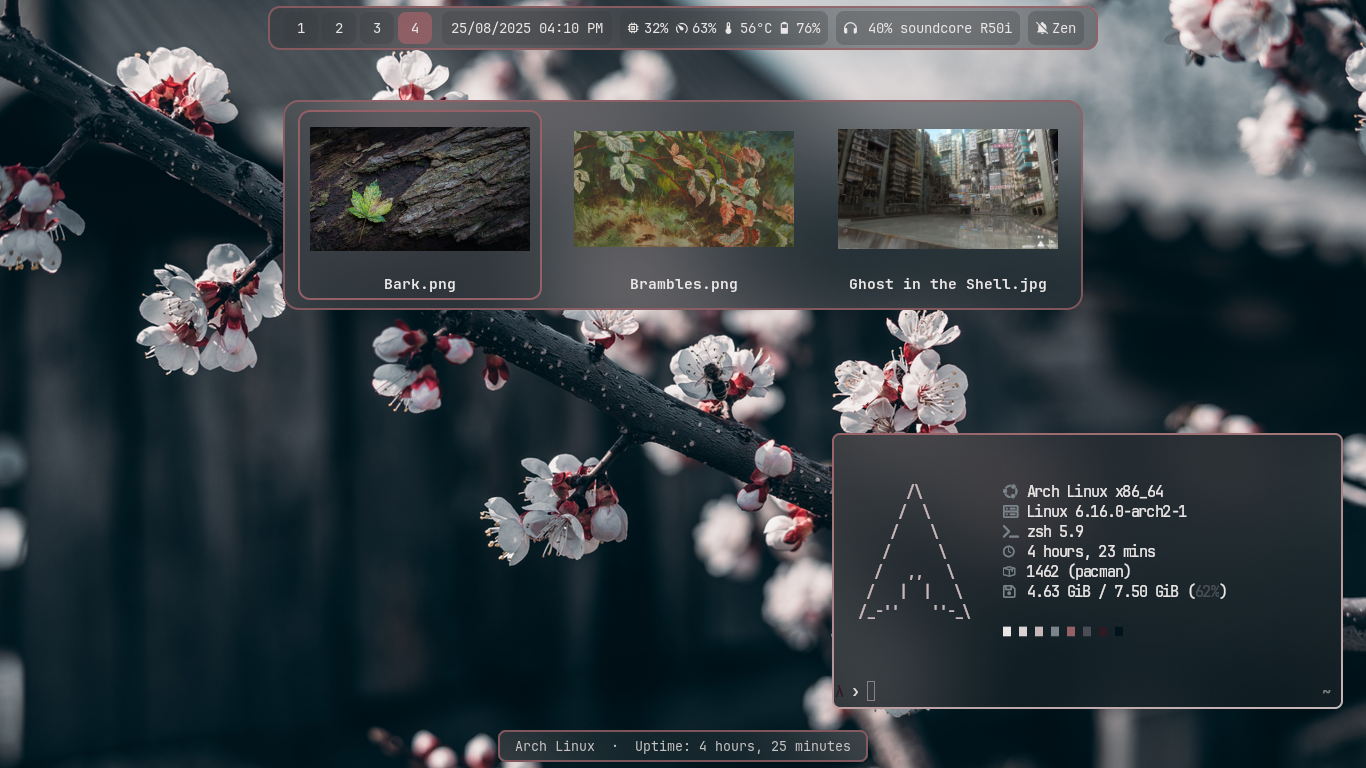 1 2 3 4 25/08/2025 04:10 PM 32% 63% 56°C 76% 40% soundcore R50i Zen
Bark.png Brambles.png Ghost in the Shell.jpg
Arch Linux x86_64
Linux 6.16.0-arch2-1
zsh 5.9
4 hours, 23 mins
1462 (pacman)
4.63 GiB / 7.50 GiB (62%)
λ › ~
Arch Linux · Uptime: 4 hours, 25 minutes